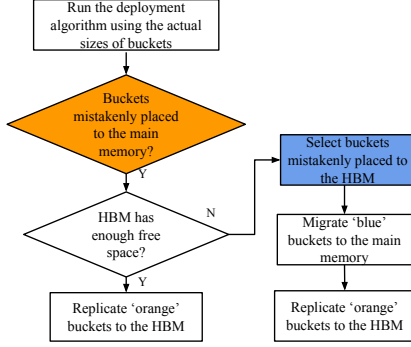 Run the deployment
algorithm using the actual
sizes of buckets
Buckets
mistakenly placed
to the main
memory?
Y
HBM has
enough free
space?
N
Y
Replicate ‘orange’
buckets to the HBM
Select buckets
mistakenly placed to
the HBM
Migrate ‘blue’
buckets to the main
memory
Replicate ‘orange’
buckets to the HBM